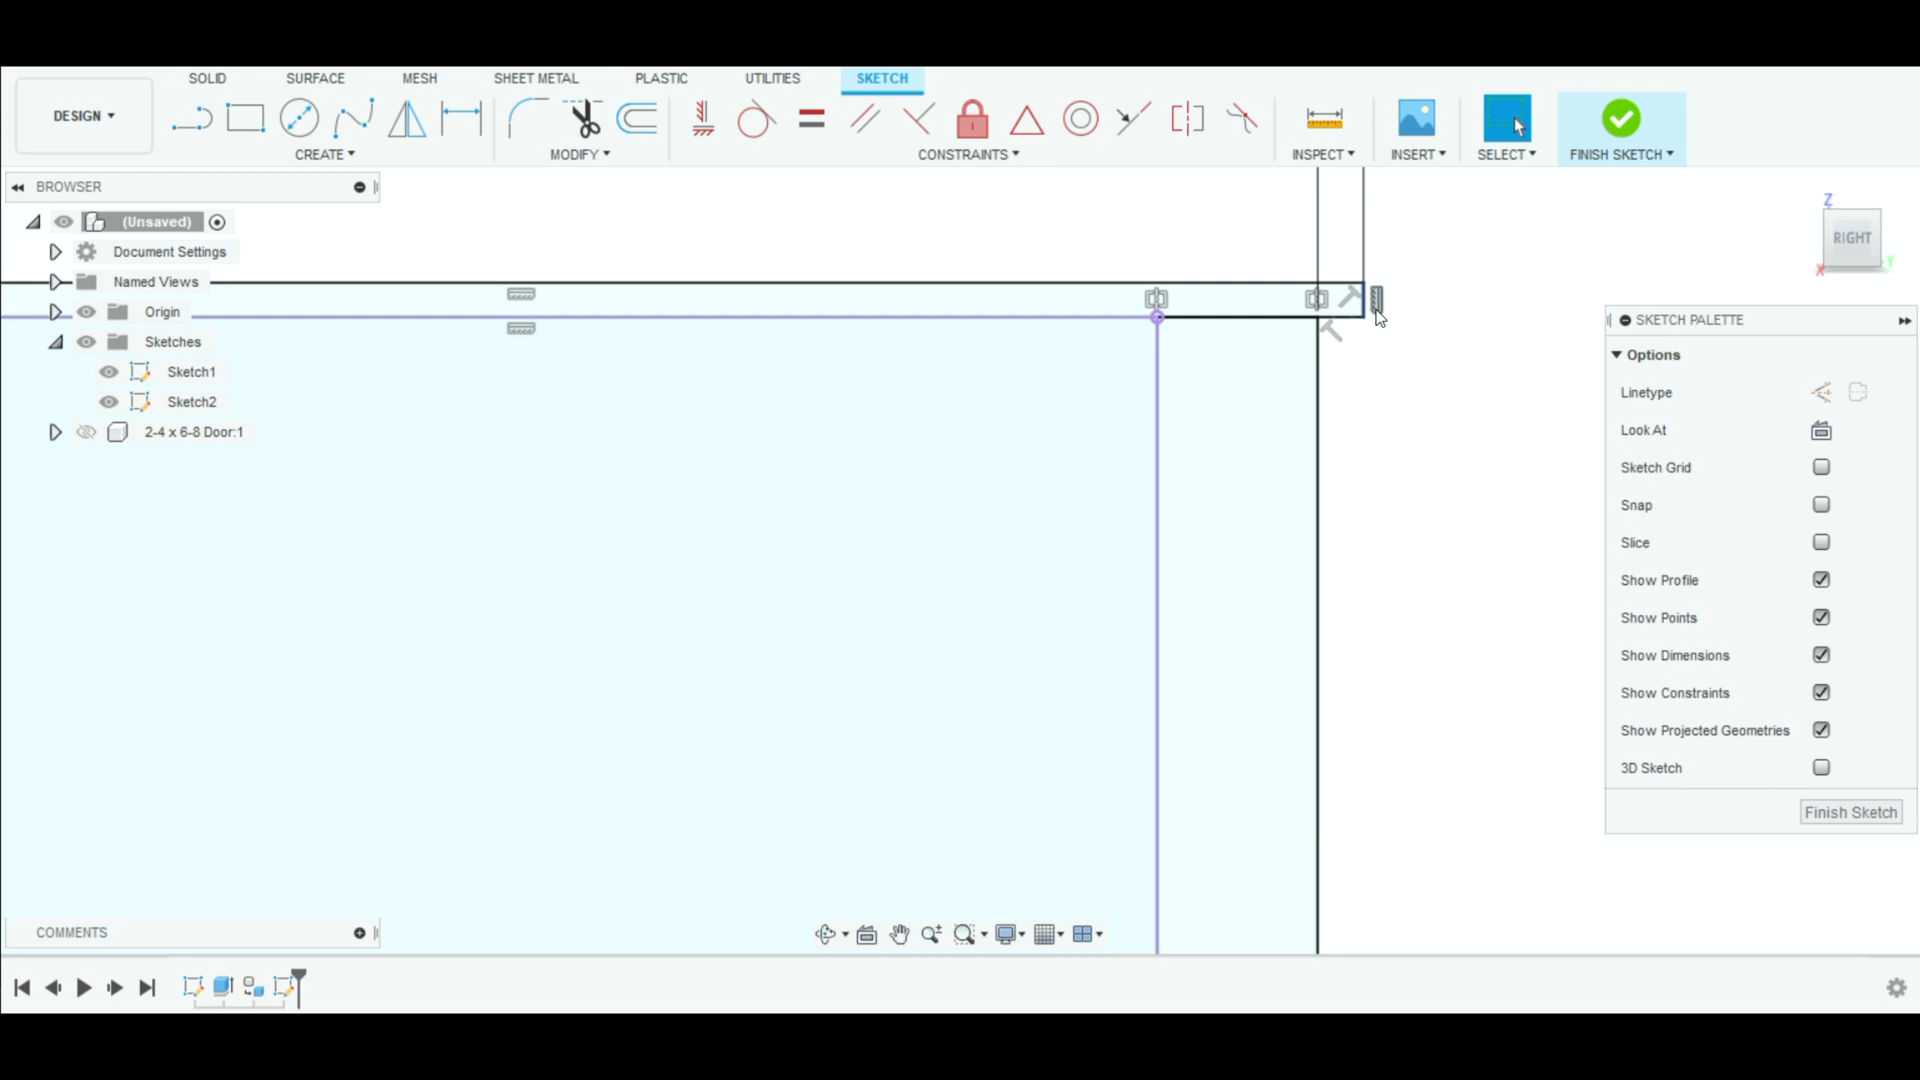 SOLID SURFACE MESH SHEET METAL PLASTIC UTILITIES SKETCH
DESIGN
CREATE MODIFY CONSTRAINTS INSPECT INSERT SELECT FINISH SKETCH
BROWSER
(Unsaved)
Document Settings
Named Views
Origin
Sketches
Sketch1
Sketch2
2-4 x 6-8 Door:1
Z
RIGHT
X
Y
SKETCH PALETTE
Options
Linetype
Look At
Sketch Grid
Snap
Slice
Show Profile
Show Points
Show Dimensions
Show Constraints
Show Projected Geometries
3D Sketch
Finish Sketch
COMMENTS